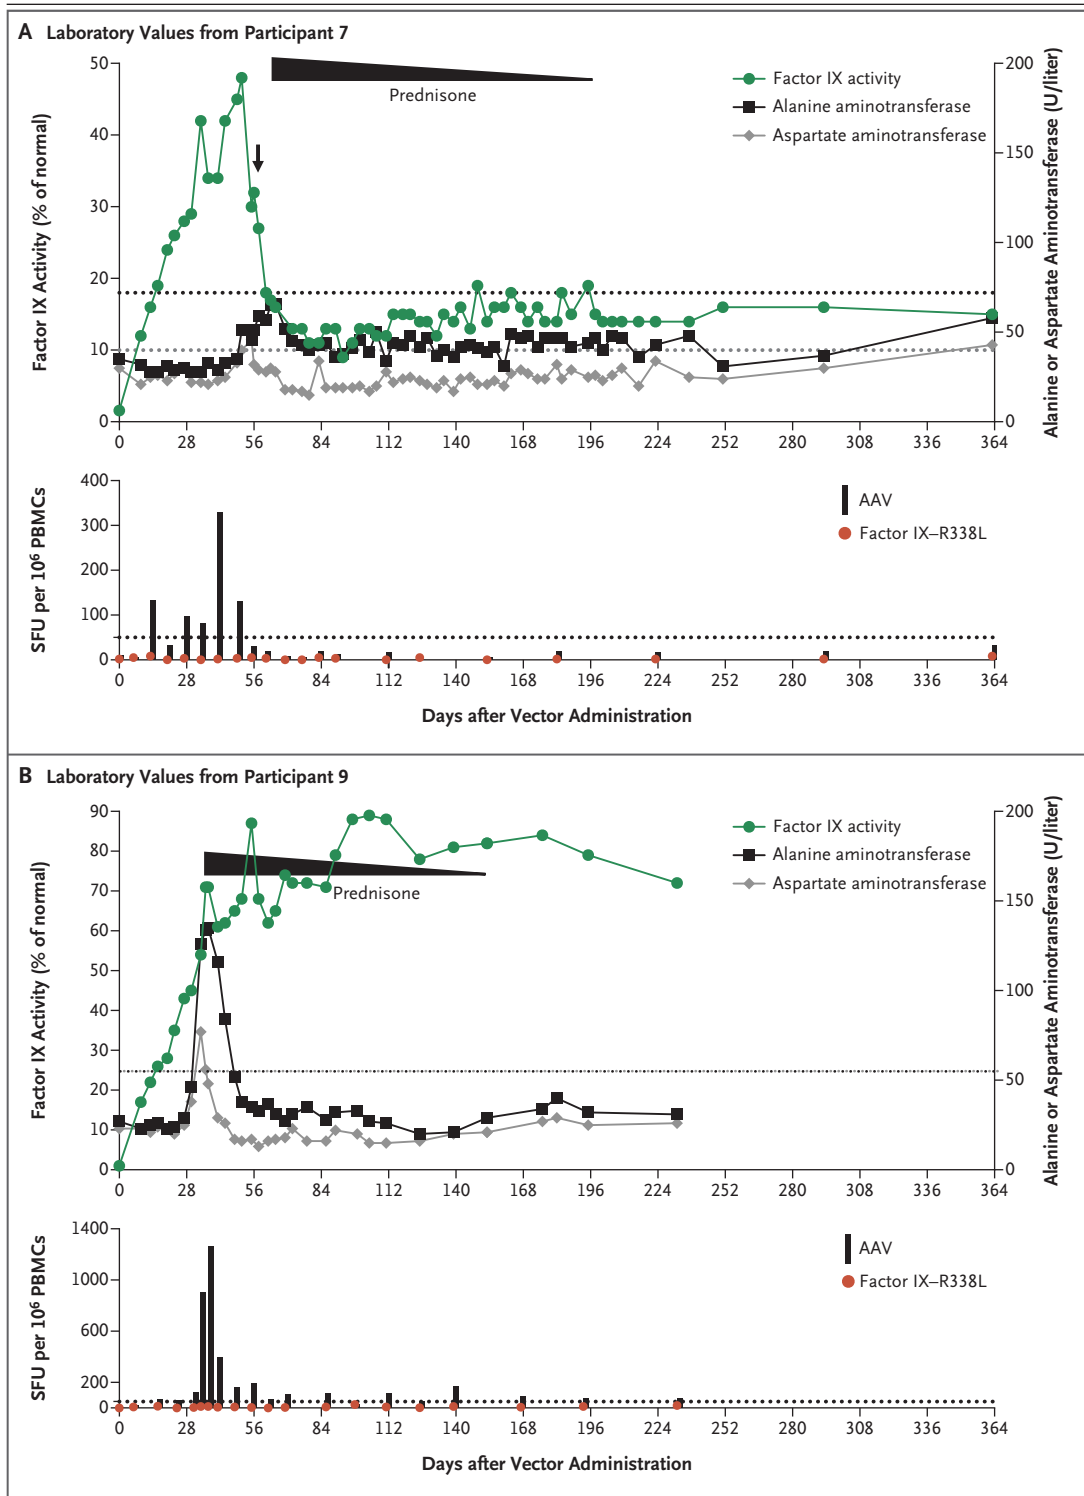 A Laboratory Values from Participant 7
50
40
30
20
10
0
Factor IX Activity (% of normal)
Prednisone
Factor IX activity
Alanine aminotransferase
Aspartate aminotransferase
200
150
100
50
0
Alanine or Aspartate Aminotransferase (U/liter)
0 28 56 84 112 140 168 196 224 252 280 308 336 364
400
300
200
100
0
SFU per 10⁶ PBMCs
AAV
Factor IX–R338L
0 28 56 84 112 140 168 196 224 252 280 308 336 364
Days after Vector Administration
B Laboratory Values from Participant 9
90
80
70
60
50
40
30
20
10
0
Factor IX Activity (% of normal)
Prednisone
Factor IX activity
Alanine aminotransferase
Aspartate aminotransferase
200
150
100
50
0
Alanine or Aspartate Aminotransferase (U/liter)
0 28 56 84 112 140 168 196 224 252 280 308 336 364
1400
1000
600
200
0
SFU per 10⁶ PBMCs
AAV
Factor IX–R338L
0 28 56 84 112 140 168 196 224 252 280 308 336 364
Days after Vector Administration